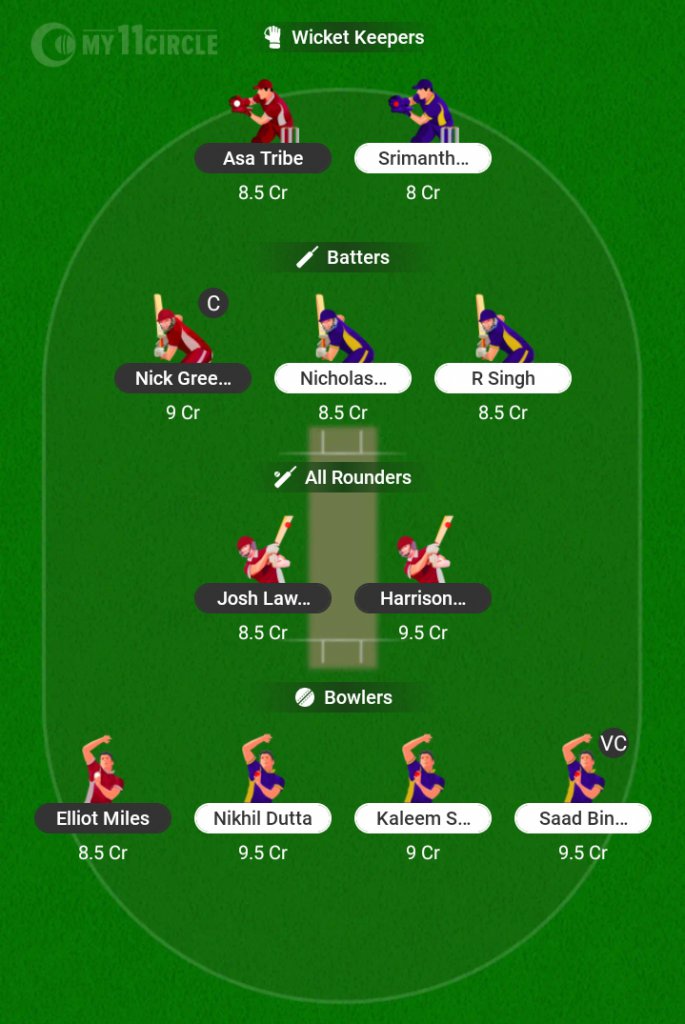 MY11CIRCLE
Wicket Keepers
Asa Tribe
Srimanth...
8.5 Cr
8 Cr
Batters
C
Nick Gree...
Nicholas...
R Singh
9 Cr
8.5 Cr
8.5 Cr
All Rounders
Josh Law...
Harrison...
8.5 Cr
9.5 Cr
Bowlers
VC
Elliot Miles
Nikhil Dutta
Kaleem S...
Saad Bin...
8.5 Cr
9.5 Cr
9 Cr
9.5 Cr